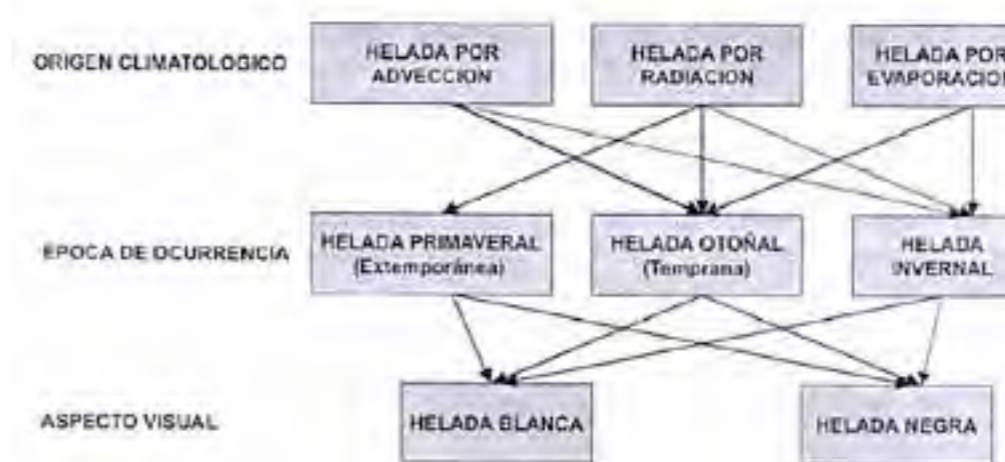 ORIGEN CLIMATOLOGICO
HELADA POR
ADVECCION
HELADA POR
RADIACION
HELADA POR
EVAPORACION
EPOCA DE OCURRENCIA
HELADA PRIMAVERAL
(Extemporánea)
HELADA OTOÑAL
(Temprana)
HELADA
INVERNAL
ASPECTO VISUAL
HELADA BLANCA
HELADA NEGRA